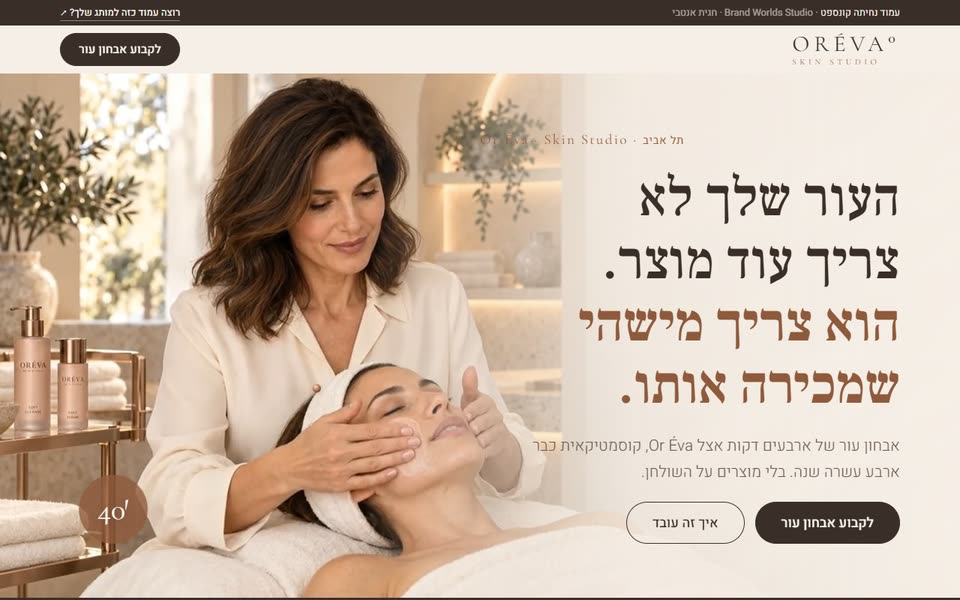 עמוד נחיתה קונספט · Brand Worlds Studio · חגית אנטבי
רוצה עמוד כזה למותג שלך? ↗
ORÉVAº
SKIN STUDIO
לקבוע אבחון עור
Or Éva · Skin Studio · תל אביב
העור שלך לא
צריך עוד מוצר.
הוא צריך מישהי
שמכירה אותו.
אבחון עור של ארבעים דקות אצל Or Éva, קוסמטיקאית כבר
ארבע עשרה שנה. בלי מוצרים על השולחן.
לקבוע אבחון עור
איך זה עובד
40′
ORÉVA
ORÉVA